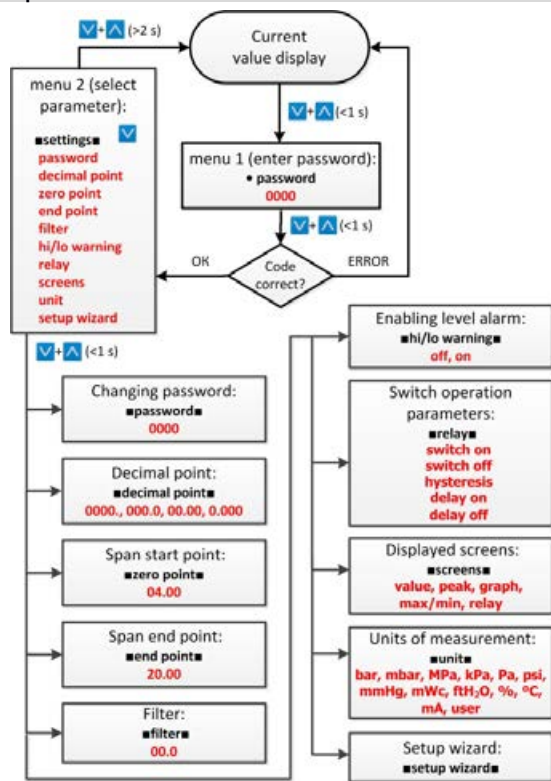 + (>2 s)
Current
value display
+ (<1 s)
menu 2 (select
parameter):
■settings■
password
decimal point
zero point
end point
filter
hi/lo warning
relay
screens
unit
setup wizard
menu 1 (enter password):
• password
0000
+ (<1 s)
OK
Code
correct?
ERROR
+ (<1 s)
Changing password:
■password■
0000
Decimal point:
■decimal point■
0000., 000.0, 00.00, 0.000
Span start point:
■zero point■
04.00
Span end point:
■end point■
20.00
Filter:
■filter■
00.0
Enabling level alarm:
■hi/lo warning■
off, on
Switch operation
parameters:
■relay■
switch on
switch off
hysteresis
delay on
delay off
Displayed screens:
■screens■
value, peak, graph,
max/min, relay
Units of measurement:
■unit■
bar, mbar, MPa, kPa, Pa, psi,
mmHg, mWc, ftH₂O, %, ºC,
mA, user
Setup wizard:
■setup wizard■